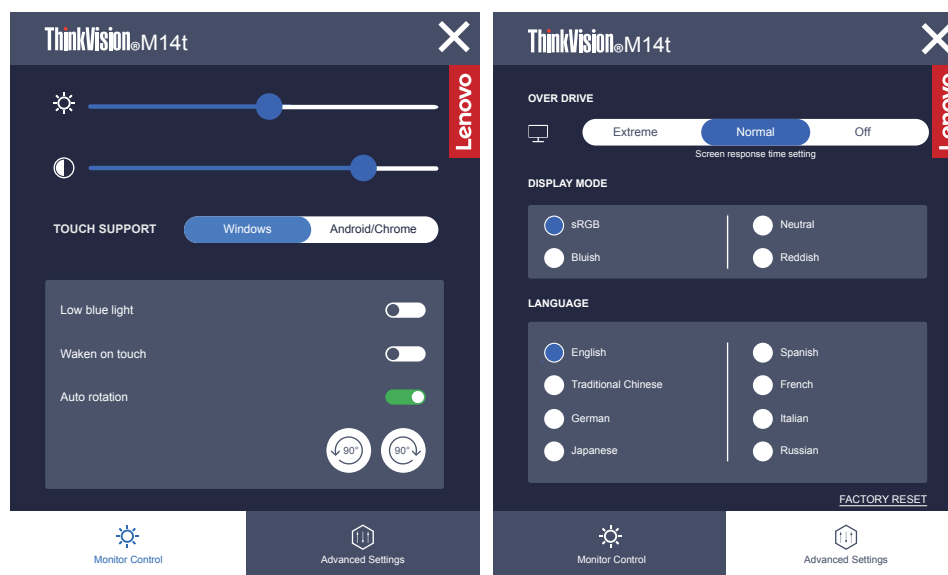 ThinkVision®M14t
Lenovo
TOUCH SUPPORT
Windows
Android/Chrome
Low blue light
Waken on touch
Auto rotation
90°
90°
Monitor Control
Advanced Settings
ThinkVision®M14t
Lenovo
OVER DRIVE
Extreme
Normal
Off
Screen response time setting
DISPLAY MODE
sRGB
Neutral
Bluish
Reddish
LANGUAGE
English
Spanish
Traditional Chinese
French
German
Italian
Japanese
Russian
FACTORY RESET
Monitor Control
Advanced Settings